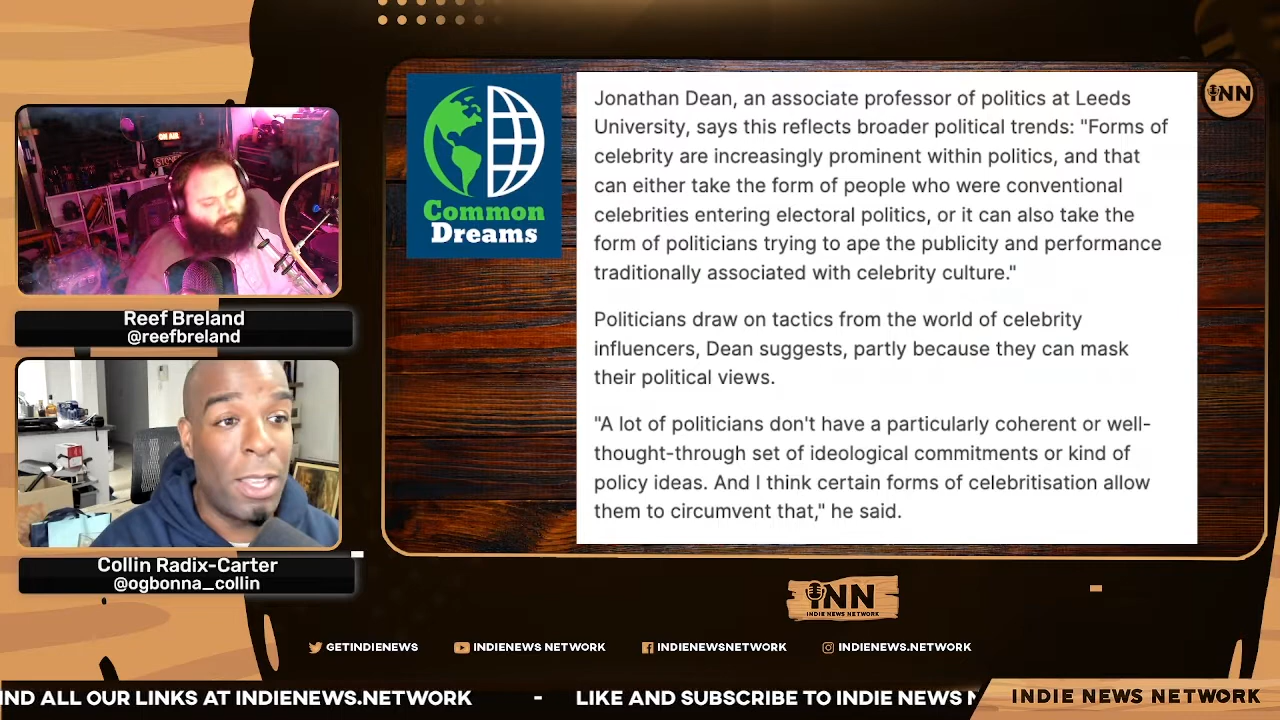 ON AIR
INN
Common
Dreams
Jonathan Dean, an associate professor of politics at Leeds
University, says this reflects broader political trends: "Forms of
celebrity are increasingly prominent within politics, and that
can either take the form of people who were conventional
celebrities entering electoral politics, or it can also take the
form of politicians trying to ape the publicity and performance
traditionally associated with celebrity culture."
Politicians draw on tactics from the world of celebrity
influencers, Dean suggests, partly because they can mask
their political views.
"A lot of politicians don't have a particularly coherent or well-
thought-through set of ideological commitments or kind of
policy ideas. And I think certain forms of celebritisation allow
them to circumvent that," he said.
Reef Breland
@reefbreland
Collin Radix-Carter
@ogbonna_collin
INN
INDIE NEWS NETWORK
GETINDIENEWS
INDIENEWS NETWORK
INDIENEWSNETWORK
INDIENEWS.NETWORK
IND ALL OUR LINKS AT INDIENEWS.NETWORK - LIKE AND SUBSCRIBE TO INDIE NEWS
INDIE NEWS NETWORK